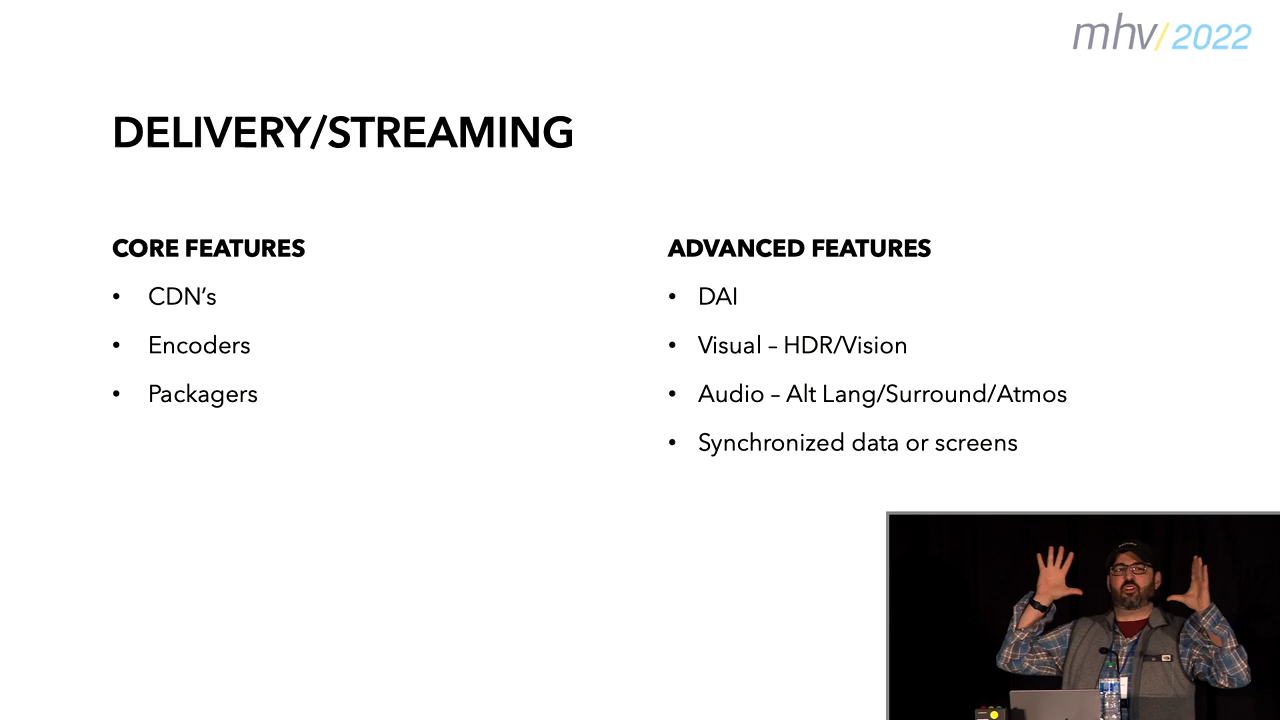 mhv/2022
DELIVERY/STREAMING
CORE FEATURES
• CDN’s
• Encoders
• Packagers
ADVANCED FEATURES
• DAI
• Visual – HDR/Vision
• Audio – Alt Lang/Surround/Atmos
• Synchronized data or screens